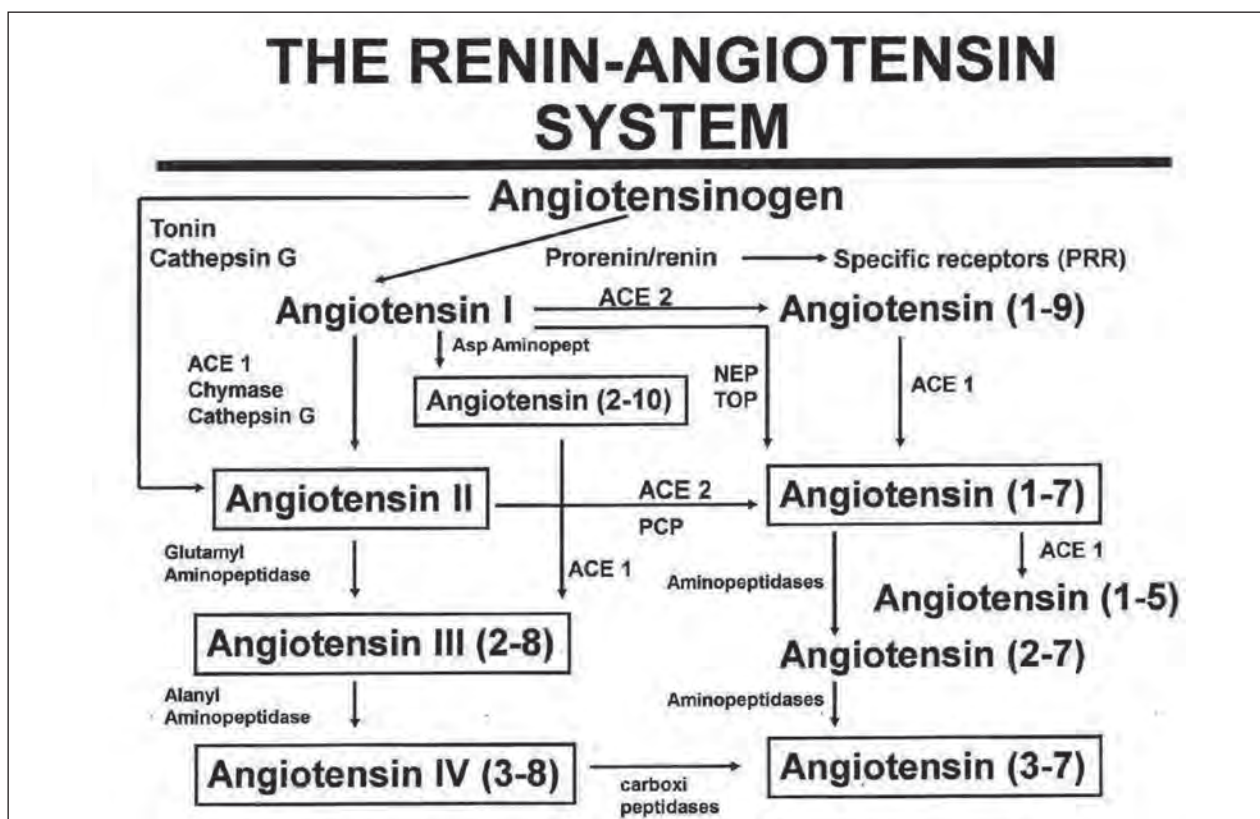 THE RENIN-ANGIOTENSIN
SYSTEM
Angiotensinogen
Tonin
Cathepsin G
Prorenin/renin
Specific receptors (PRR)
Angiotensin I
ACE 2
Angiotensin (1-9)
Asp Aminopept
ACE 1
Chymase
Cathepsin G
Angiotensin (2-10)
NEP
TOP
ACE 1
Angiotensin II
ACE 2
PCP
Angiotensin (1-7)
Glutamyl
Aminopeptidase
ACE 1
Aminopeptidases
ACE 1
Angiotensin (1-5)
Angiotensin III (2-8)
Angiotensin (2-7)
Alanyl
Aminopeptidase
Aminopeptidases
Angiotensin IV (3-8)
carboxi
peptidases
Angiotensin (3-7)